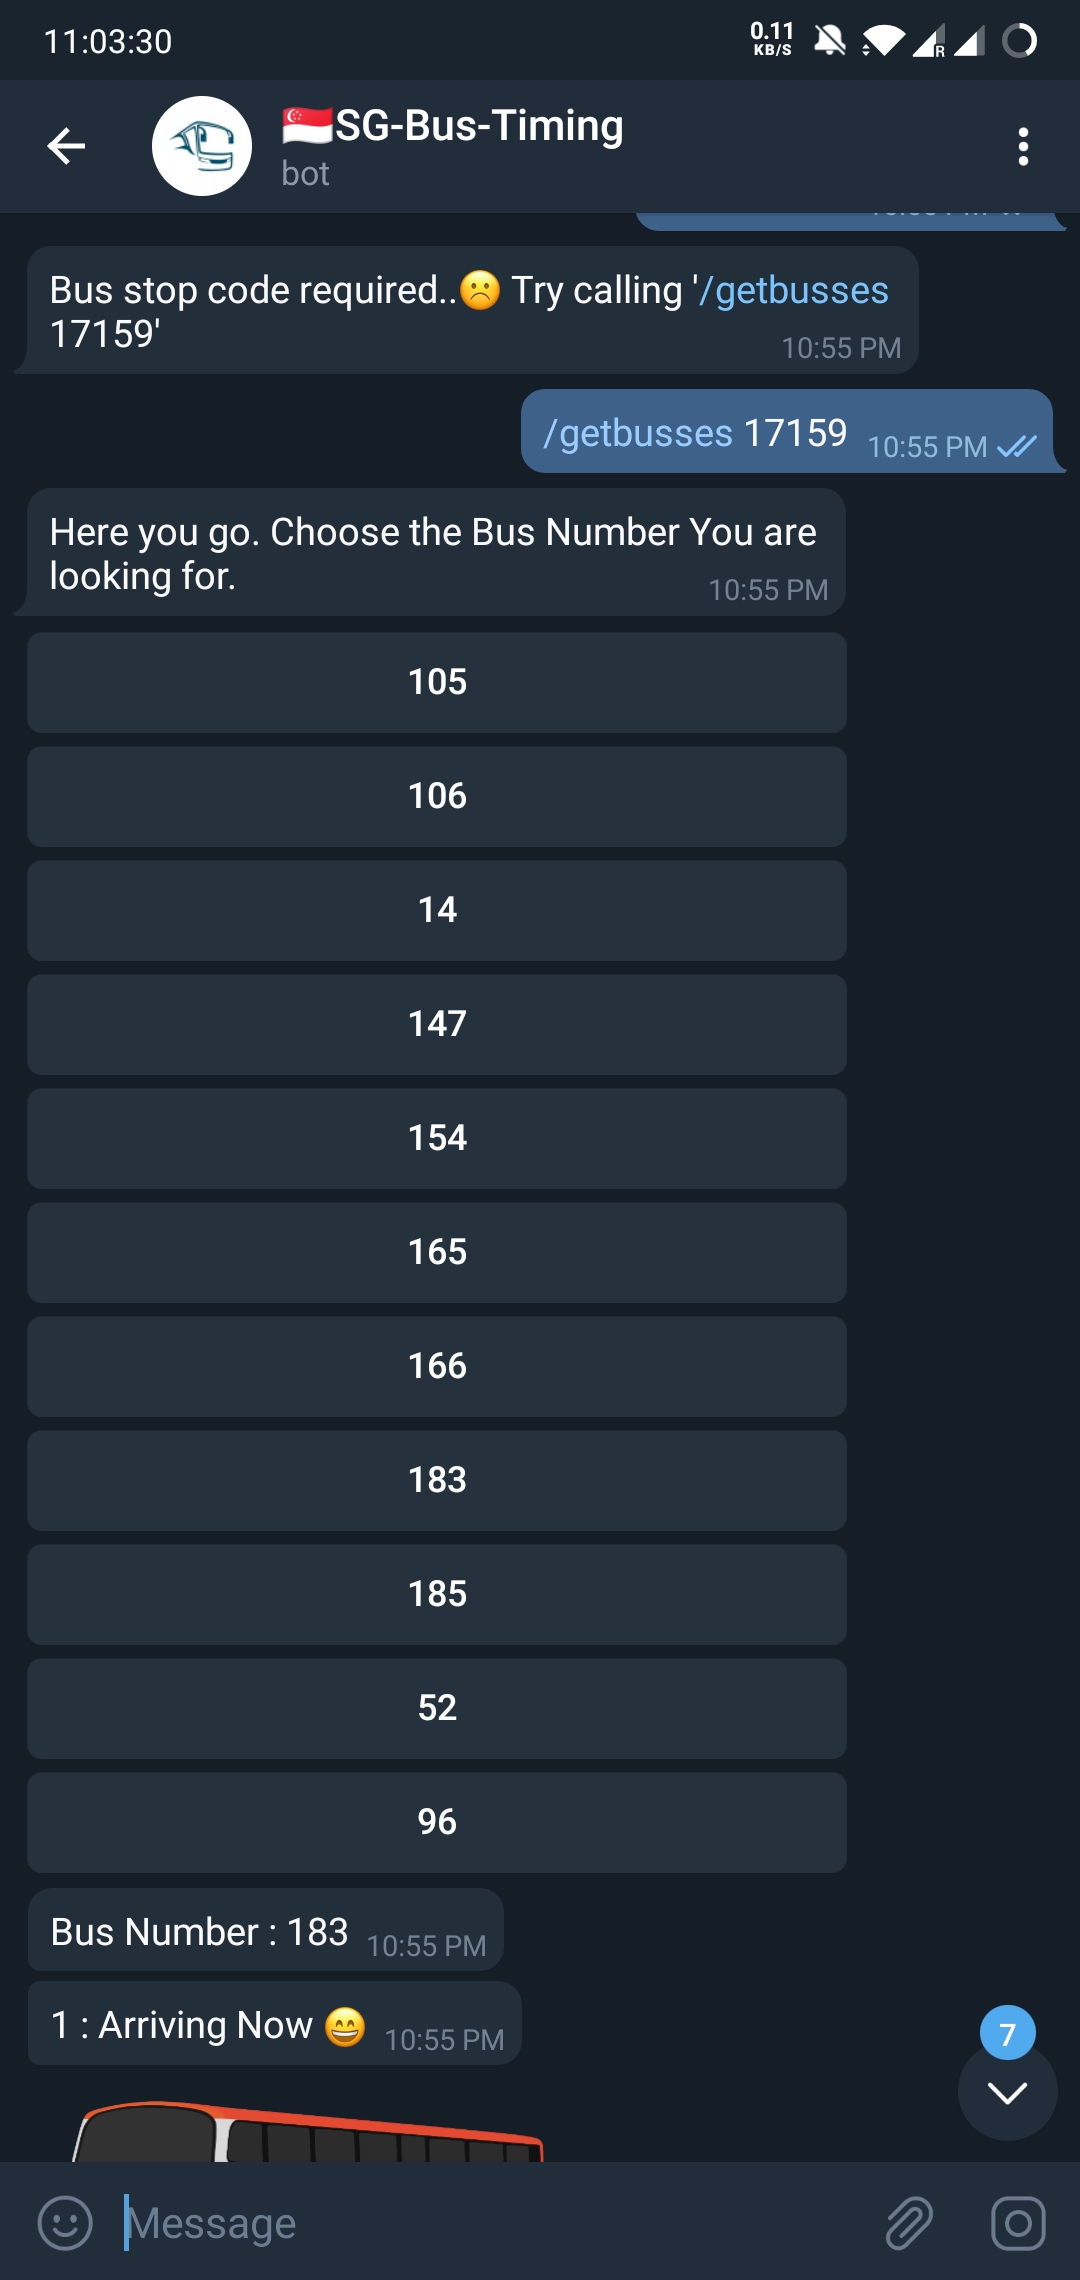 11:03:30
0.11
KB/S
R
🇸🇬SG-Bus-Timing
bot
Bus stop code required..☹️ Try calling '/getbusses
17159'
10:55 PM
/getbusses 17159 10:55 PM
Here you go. Choose the Bus Number You are
looking for.
10:55 PM
105
106
14
147
154
165
166
183
185
52
96
Bus Number : 183 10:55 PM
1 : Arriving Now 😄 10:55 PM
7
Message